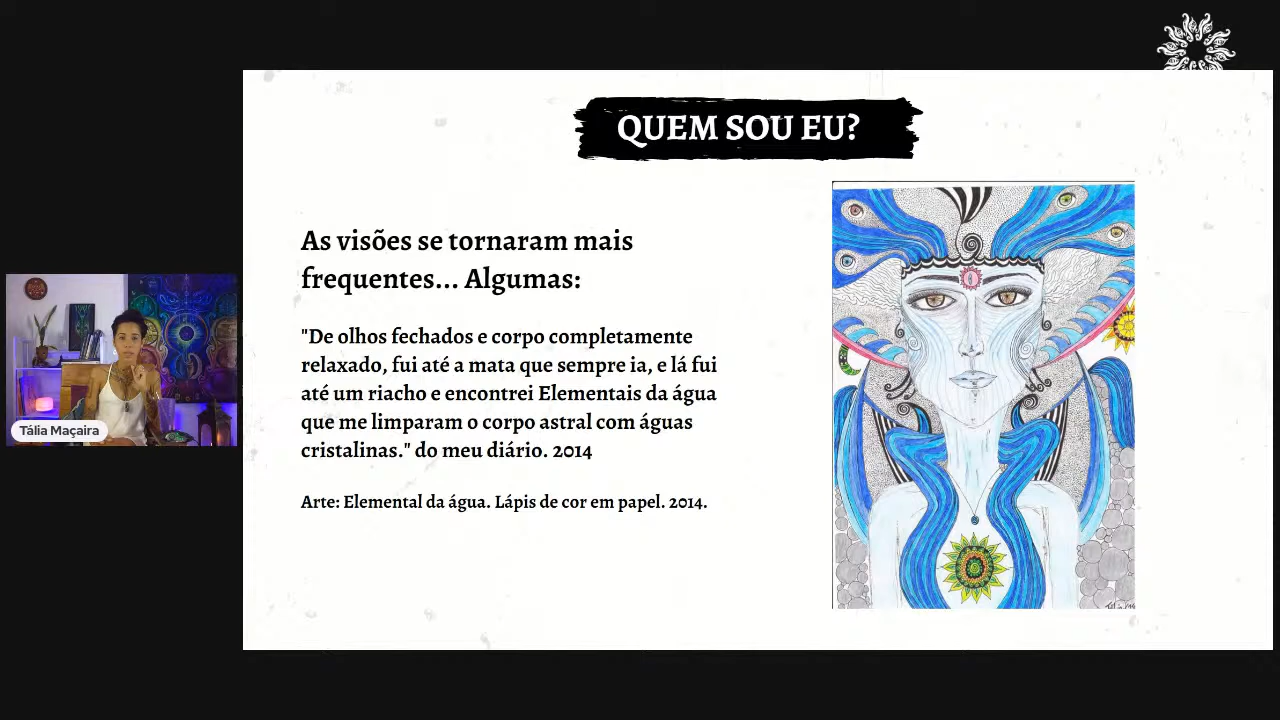 QUEM SOU EU?
As visões se tornaram mais
frequentes... Algumas:
"De olhos fechados e corpo completamente
relaxado, fui até a mata que sempre ia, e lá fui
até um riacho e encontrei Elementais da água
que me limparam o corpo astral com águas
cristalinas." do meu diário. 2014
Arte: Elemental da água. Lápis de cor em papel. 2014.
Tália Maçaira